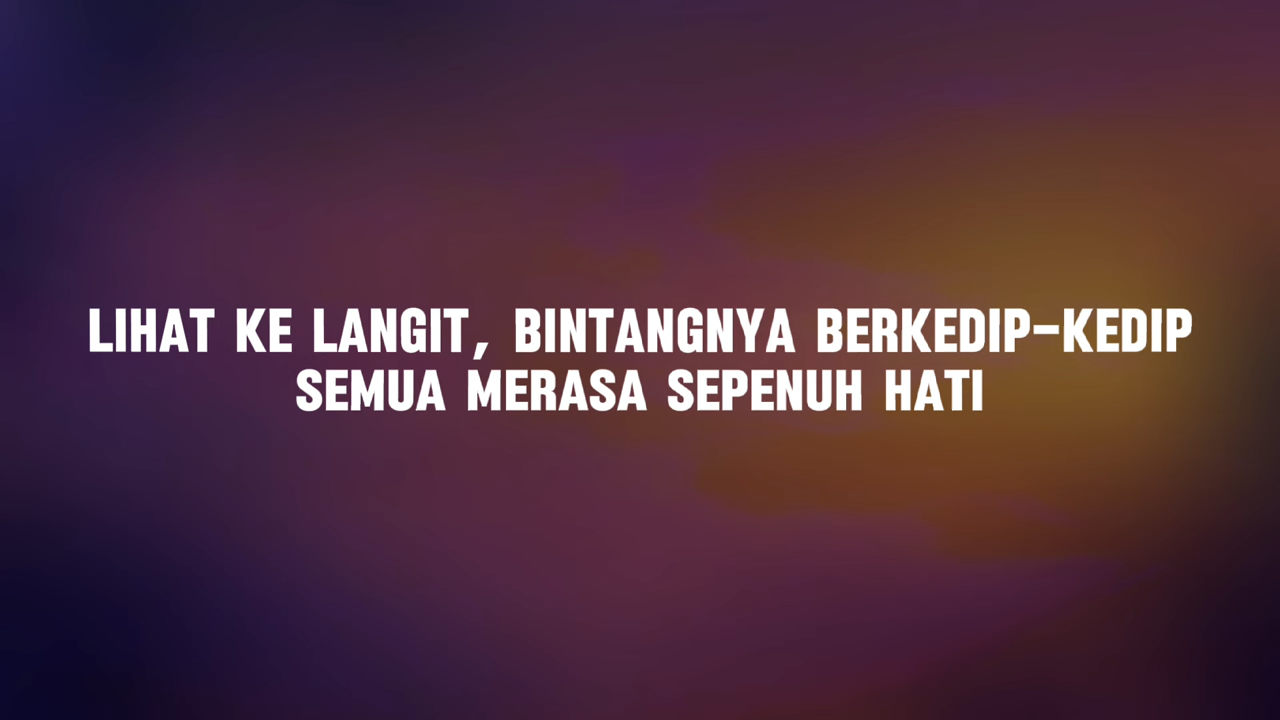 LIHAT KE LANGIT, BINTANGNYA BERKEDIP-KEDIP
SEMUA MERASA SEPENUH HATI